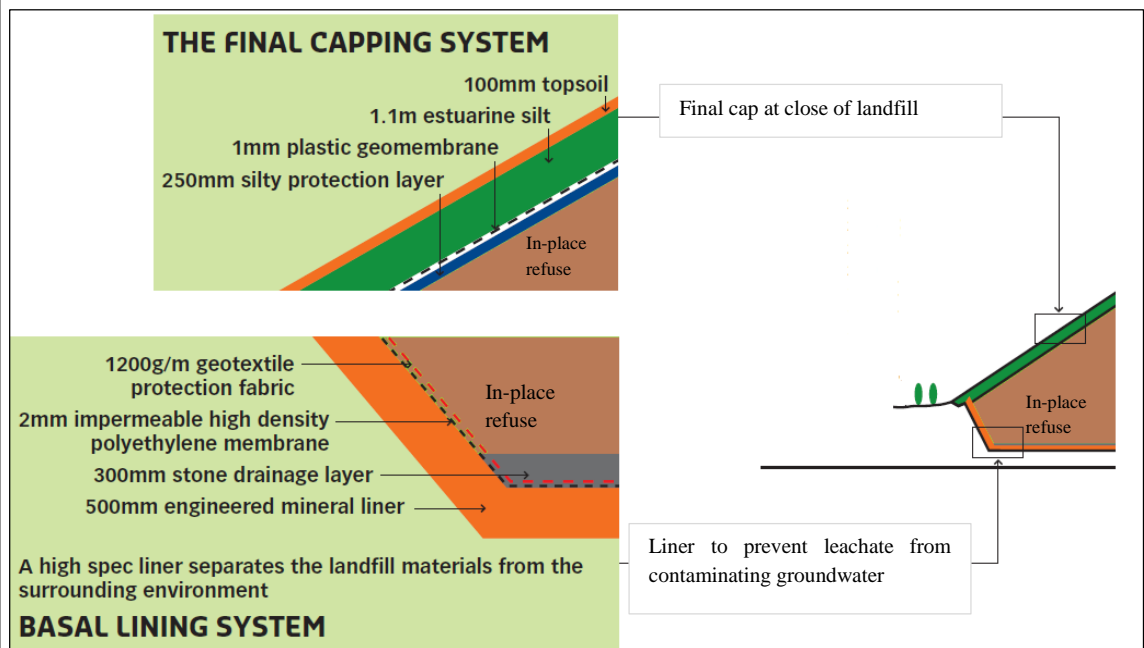 THE FINAL CAPPING SYSTEM
100mm topsoil
1.1m estuarine silt
1mm plastic geomembrane
250mm silty protection layer
In-place
refuse
Final cap at close of landfill
In-place
refuse
1200g/m geotextile
protection fabric
2mm impermeable high density
polyethylene membrane
300mm stone drainage layer
500mm engineered mineral liner
In-place
refuse
A high spec liner separates the landfill materials from the
surrounding environment
BASAL LINING SYSTEM
Liner to prevent leachate from
contaminating groundwater